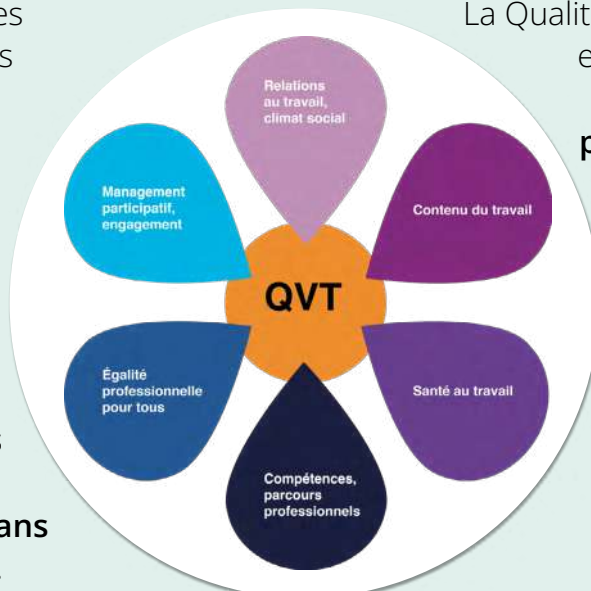 es
s
La Qualit
e
p
Relations
au travail,
climat social
Management
participatif,
engagement
Contenu du travail
QVT
Égalité
professionnelle
pour tous
Santé au travail
Compétences,
parcours
professionnels
s
ans